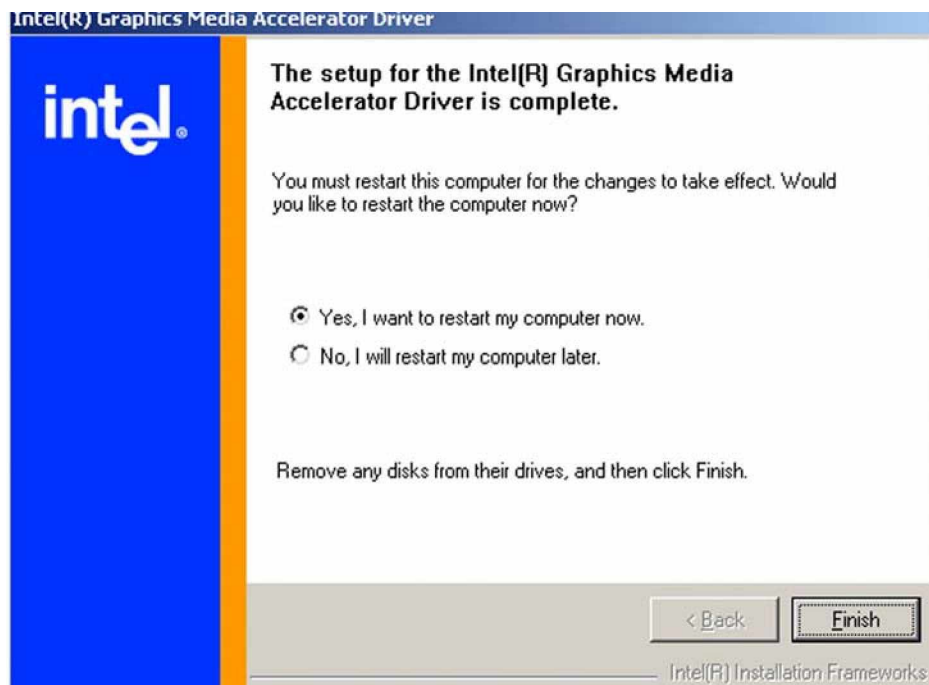 Intel(R) Graphics Media Accelerator Driver
intel®
The setup for the Intel(R) Graphics Media
Accelerator Driver is complete.
You must restart this computer for the changes to take effect. Would
you like to restart the computer now?
Yes, I want to restart my computer now.
No, I will restart my computer later.
Remove any disks from their drives, and then click Finish.
< Back
Finish
Intel(R) Installation Frameworks